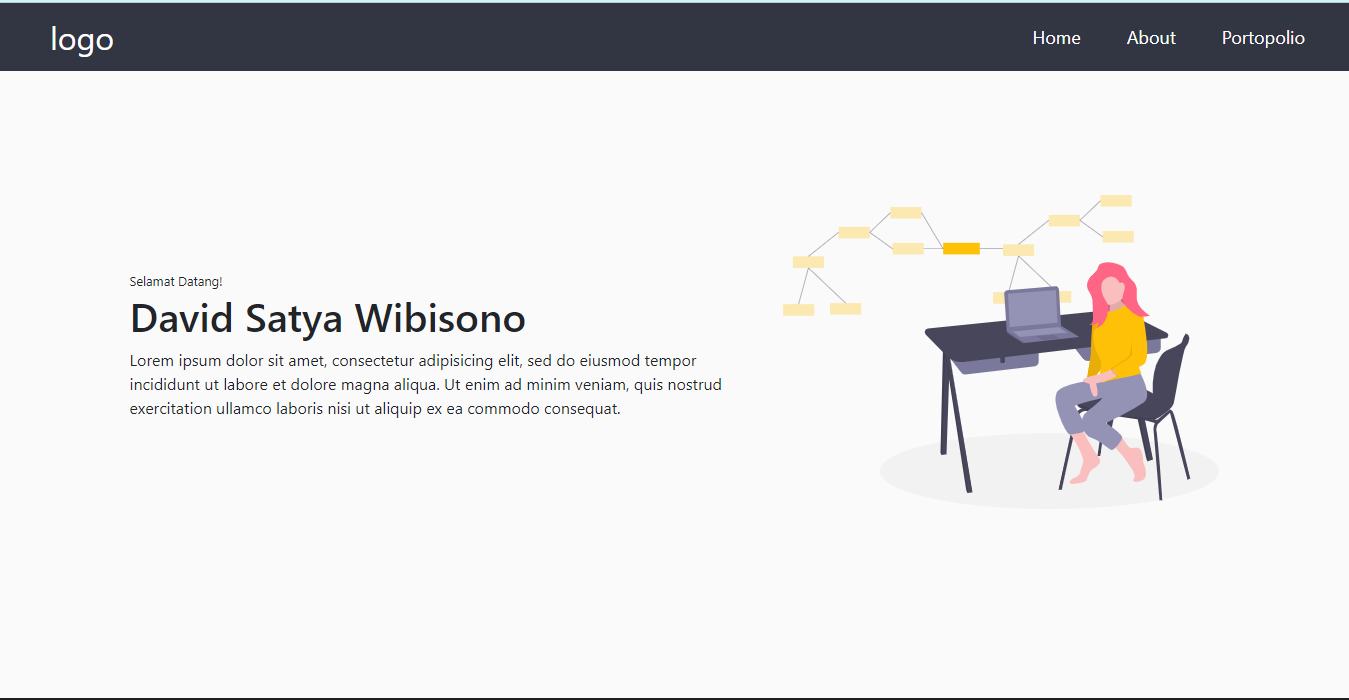 logo
Home About Portopolio
Selamat Datang!
David Satya Wibisono
Lorem ipsum dolor sit amet, consectetur adipisicing elit, sed do eiusmod tempor
incididunt ut labore et dolore magna aliqua. Ut enim ad minim veniam, quis nostrud
exercitation ullamco laboris nisi ut aliquip ex ea commodo consequat.